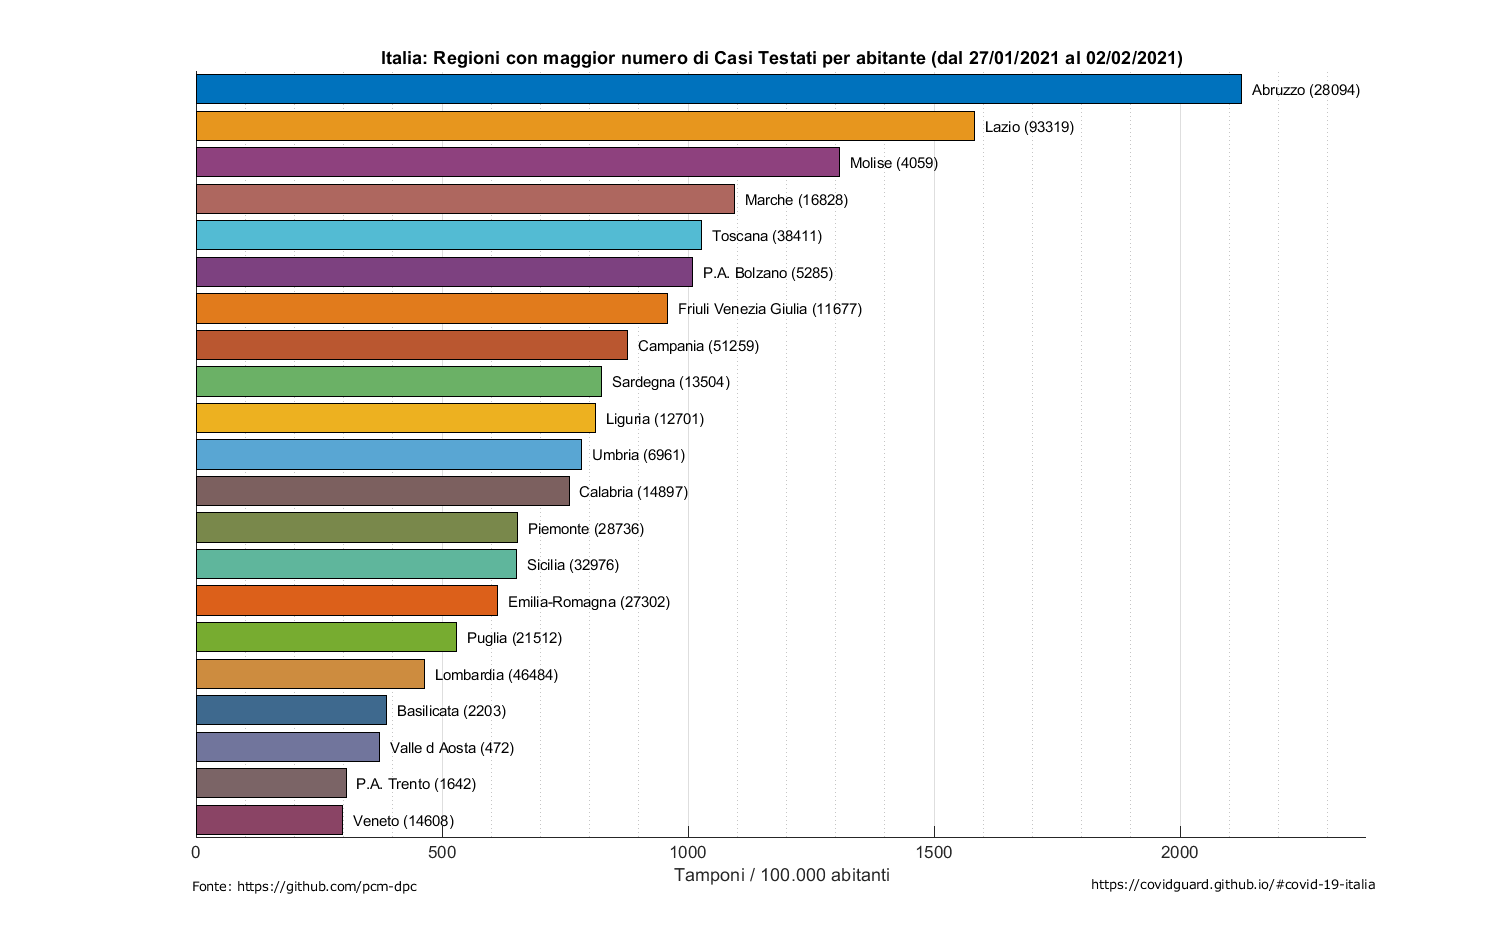 Italia: Regioni con maggior numero di Casi Testati per abitante (dal 27/01/2021 al 02/02/2021)
Abruzzo (28094)
Lazio (93319)
Molise (4059)
Marche (16828)
Toscana (38411)
P.A. Bolzano (5285)
Friuli Venezia Giulia (11677)
Campania (51259)
Sardegna (13504)
Liguria (12701)
Umbria (6961)
Calabria (14897)
Piemonte (28736)
Sicilia (32976)
Emilia-Romagna (27302)
Puglia (21512)
Lombardia (46484)
Basilicata (2203)
Valle d Aosta (472)
P.A. Trento (1642)
Veneto (14608)
0 500 1000 1500 2000
Tamponi / 100.000 abitanti
Fonte: https://github.com/pcm-dpc
https://covidguard.github.io/#covid-19-italia